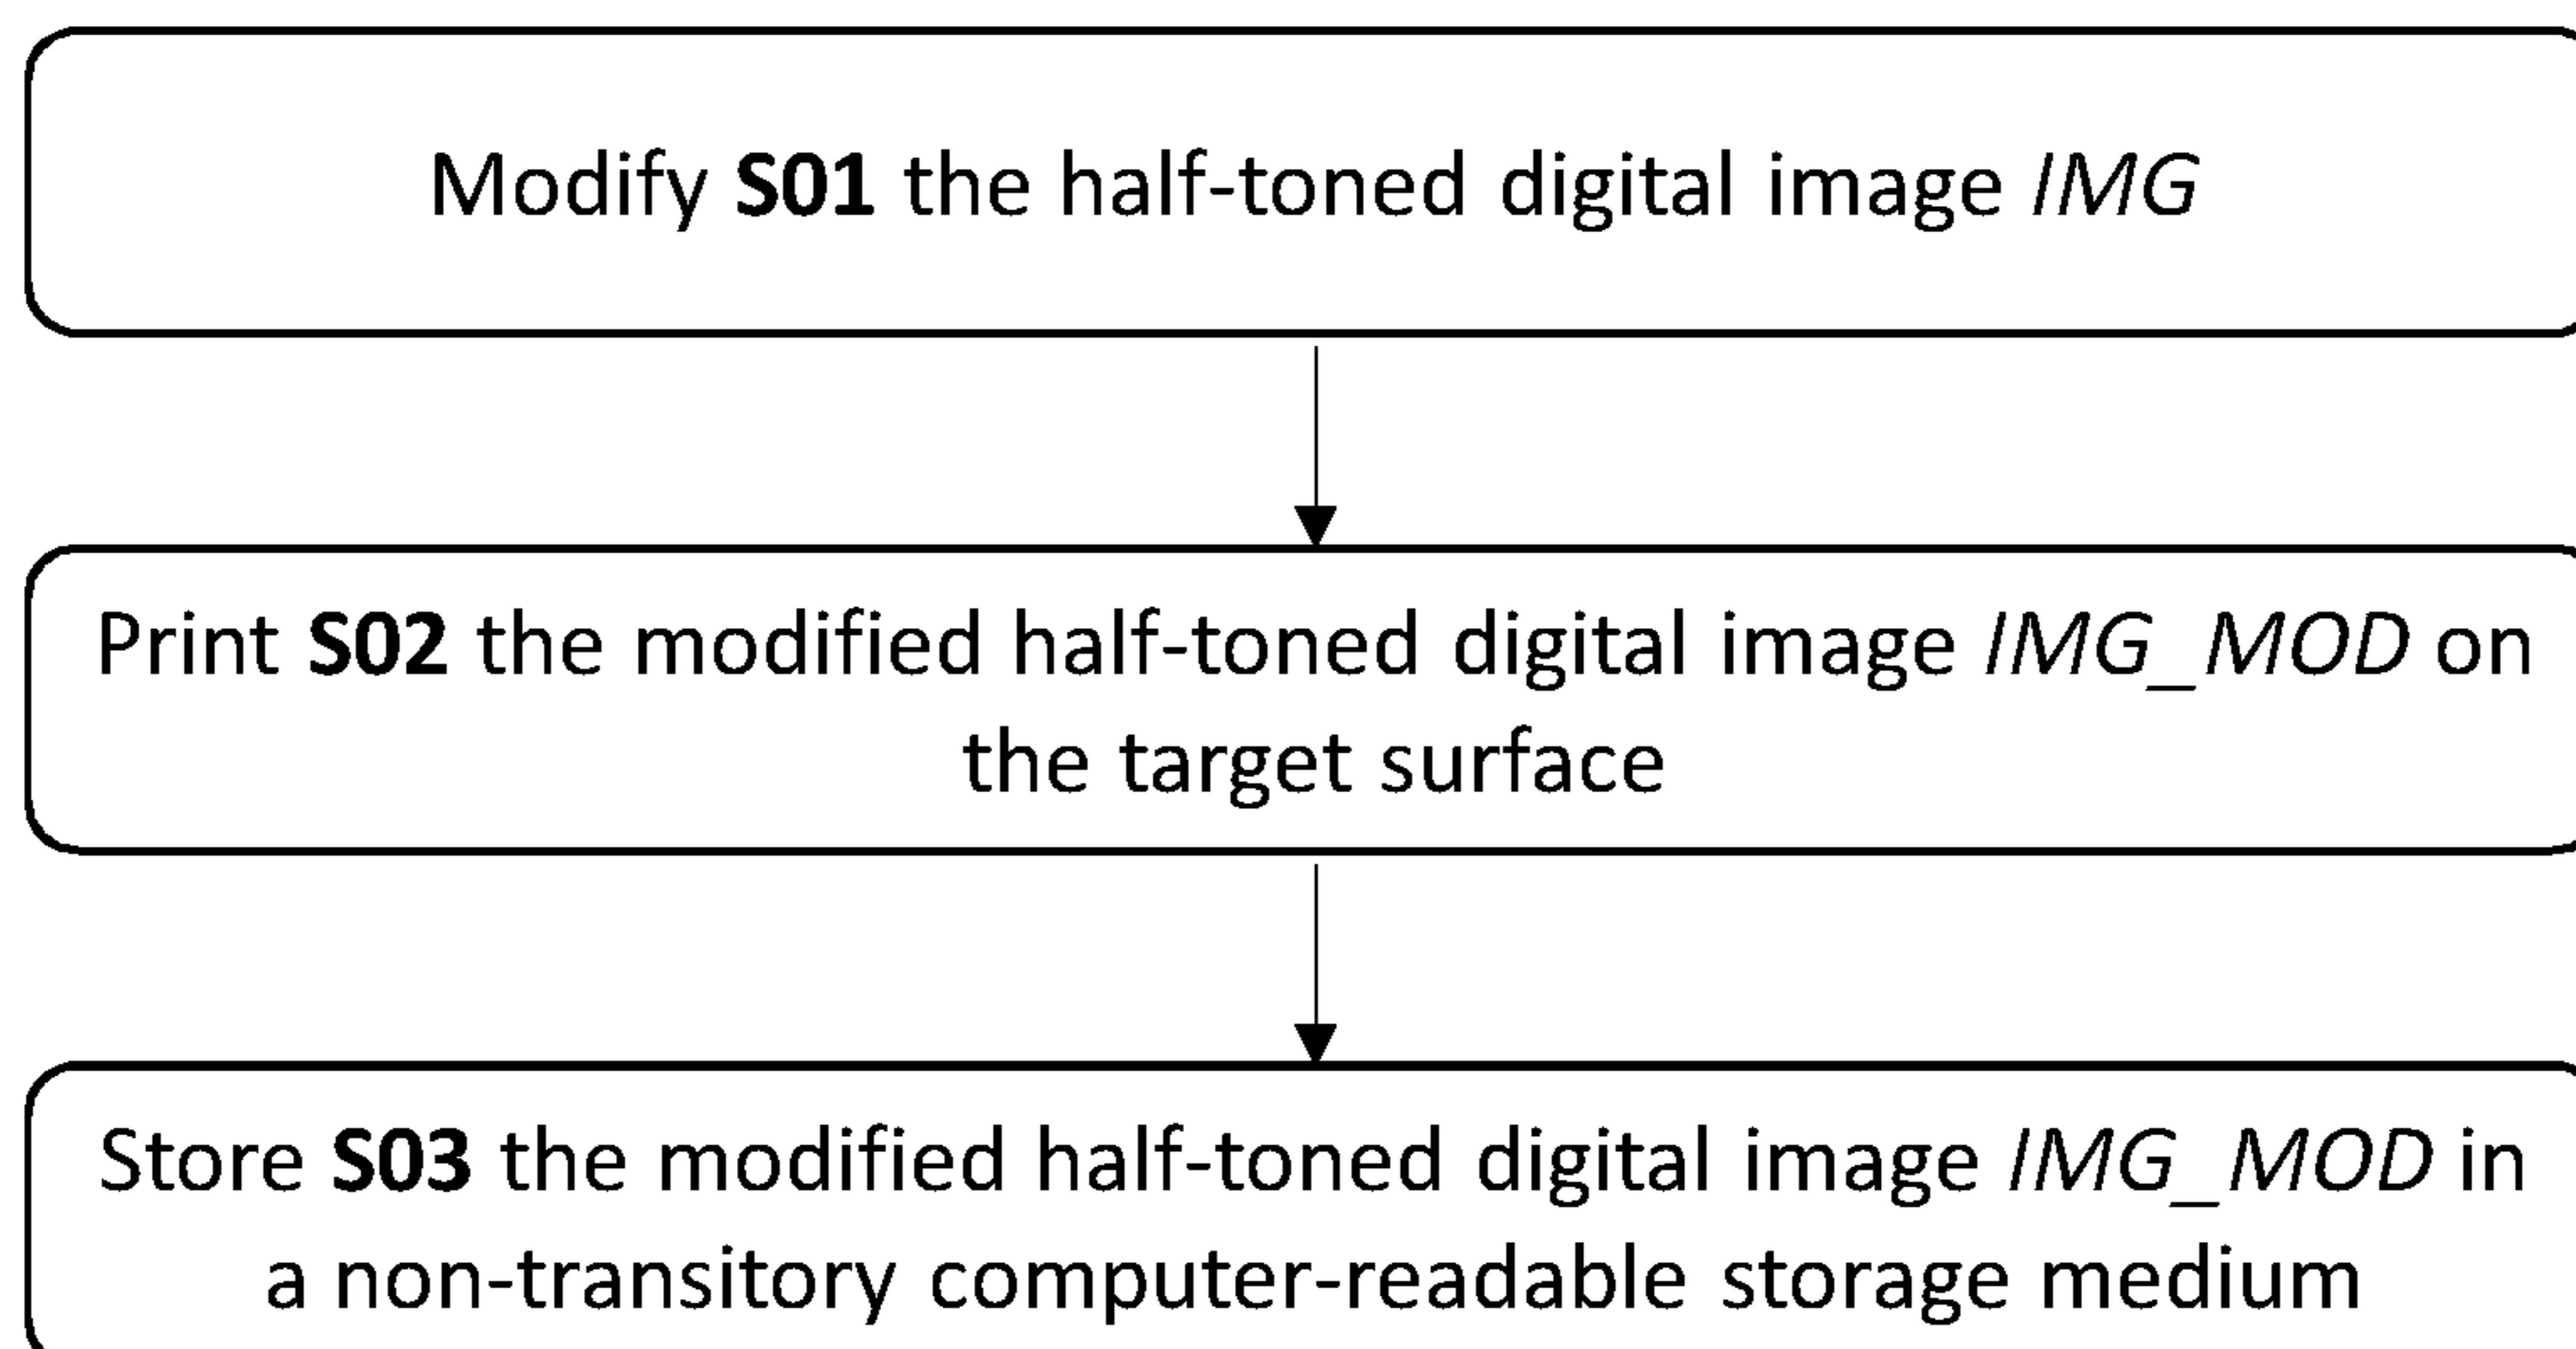 Modify S01 the half-toned digital image IMG
Print S02 the modified half-toned digital image IMG_MOD on
the target surface
Store S03 the modified half-toned digital image IMG_MOD in
a non-transitory computer-readable storage medium